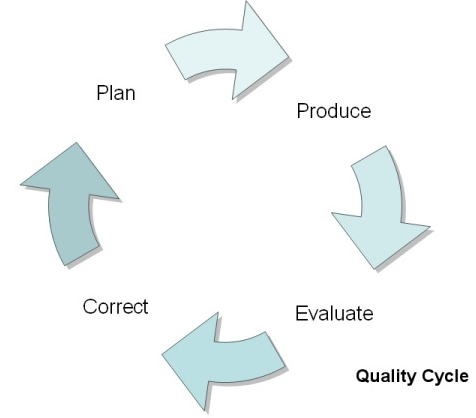 Plan
Produce
Correct
Evaluate
Quality Cycle